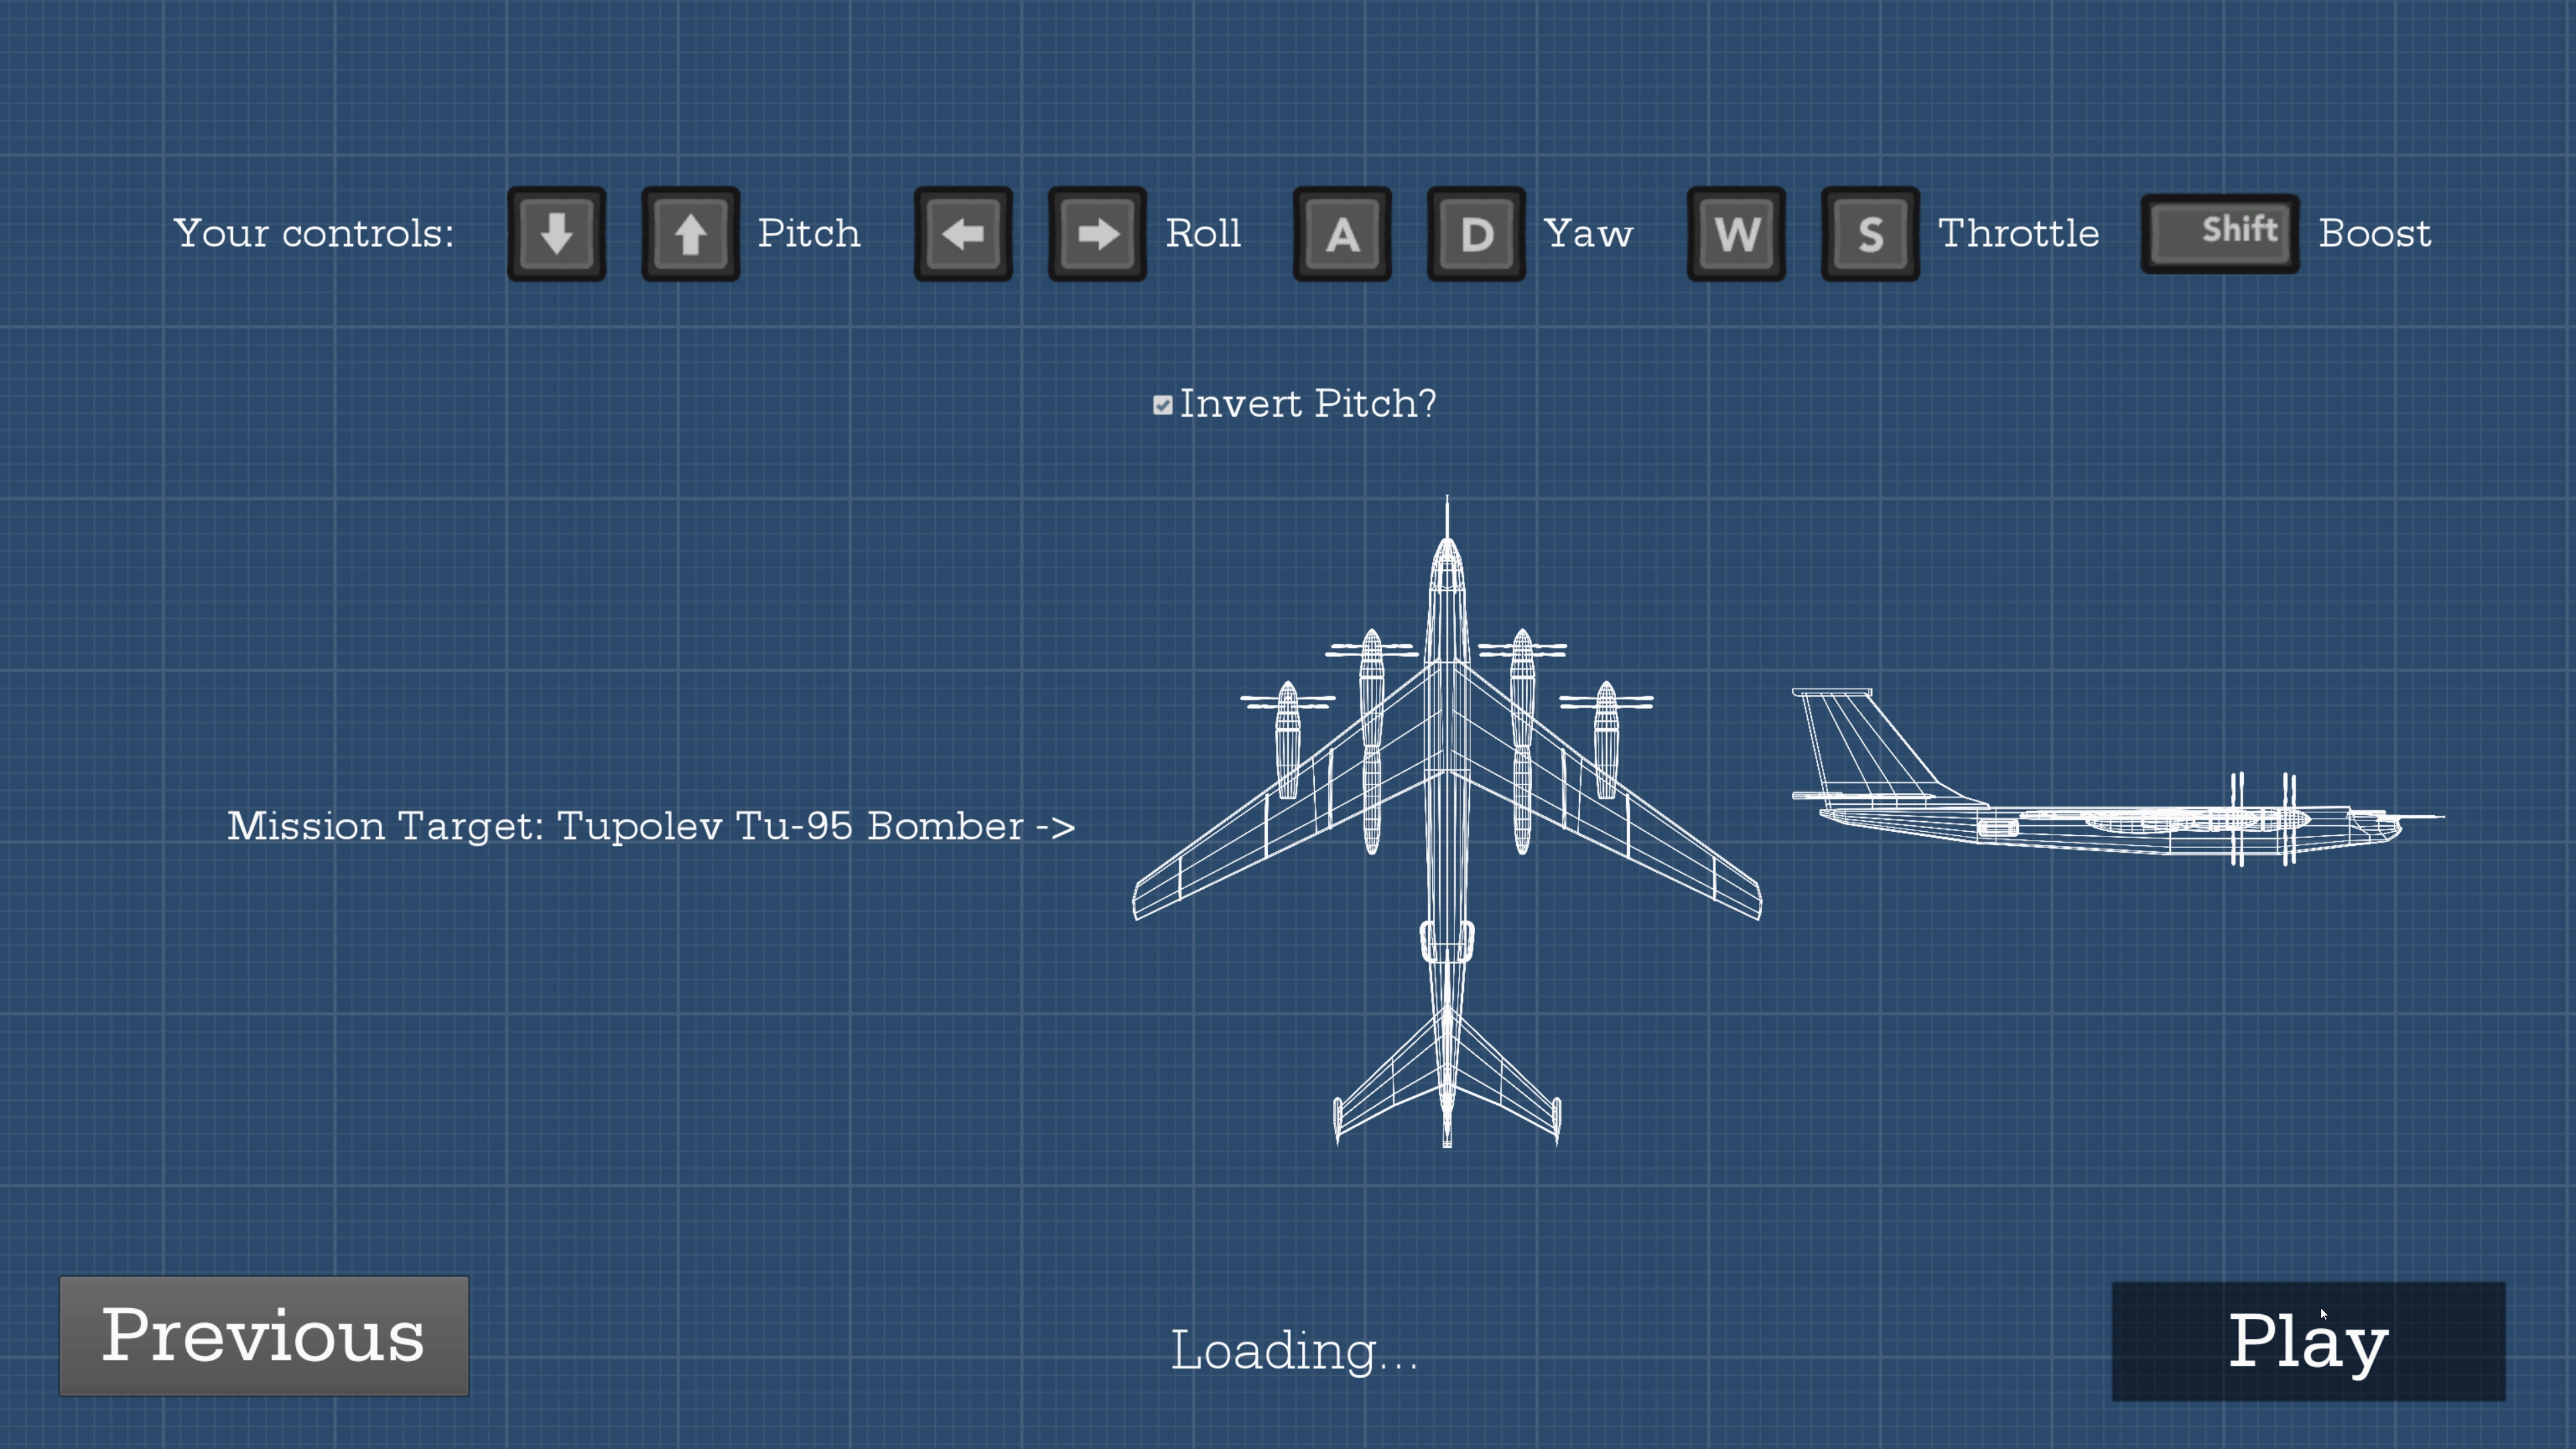 Your controls: Pitch Roll A D Yaw W S Throttle Shift Boost
Invert Pitch?
Mission Target: Tupolev Tu-95 Bomber ->
Previous
Loading...
Play